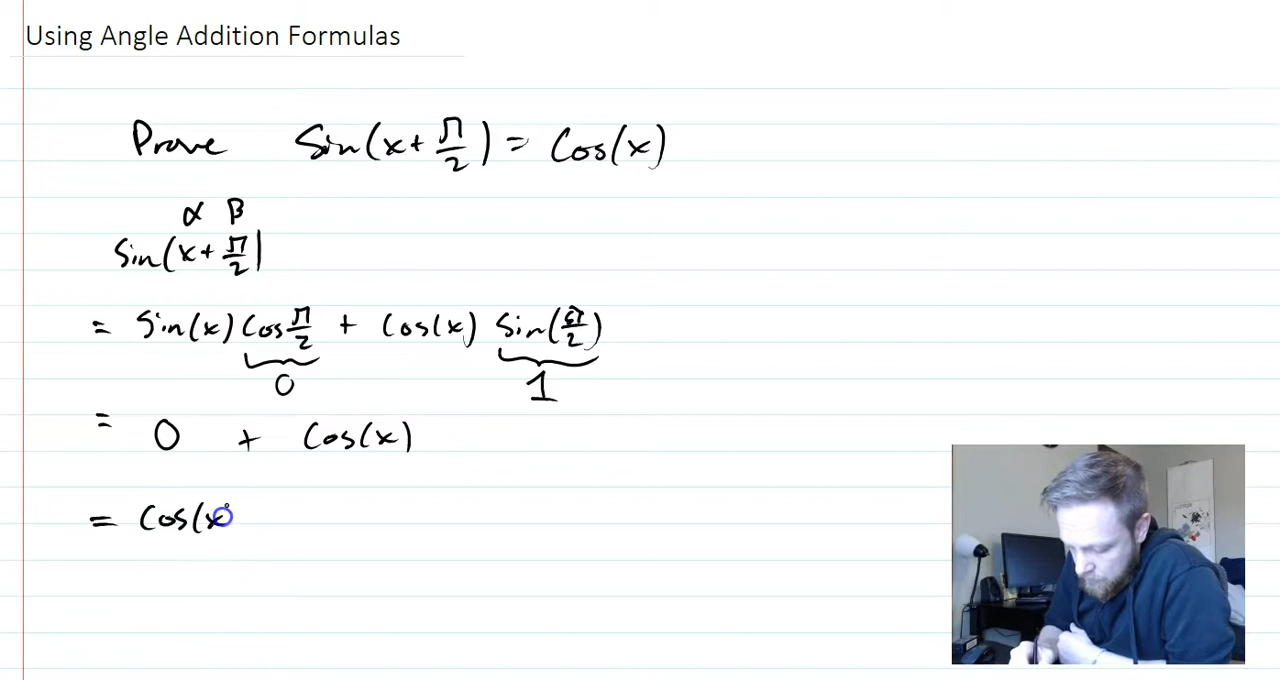 Using Angle Addition Formulas
Prove Sin(x + π/2) = Cos(x)
α β
Sin(x + π/2)
= Sin(x) Cos π/2 + Cos(x) Sin(π/2)
0 1
= 0 + Cos(x)
= Cos(x